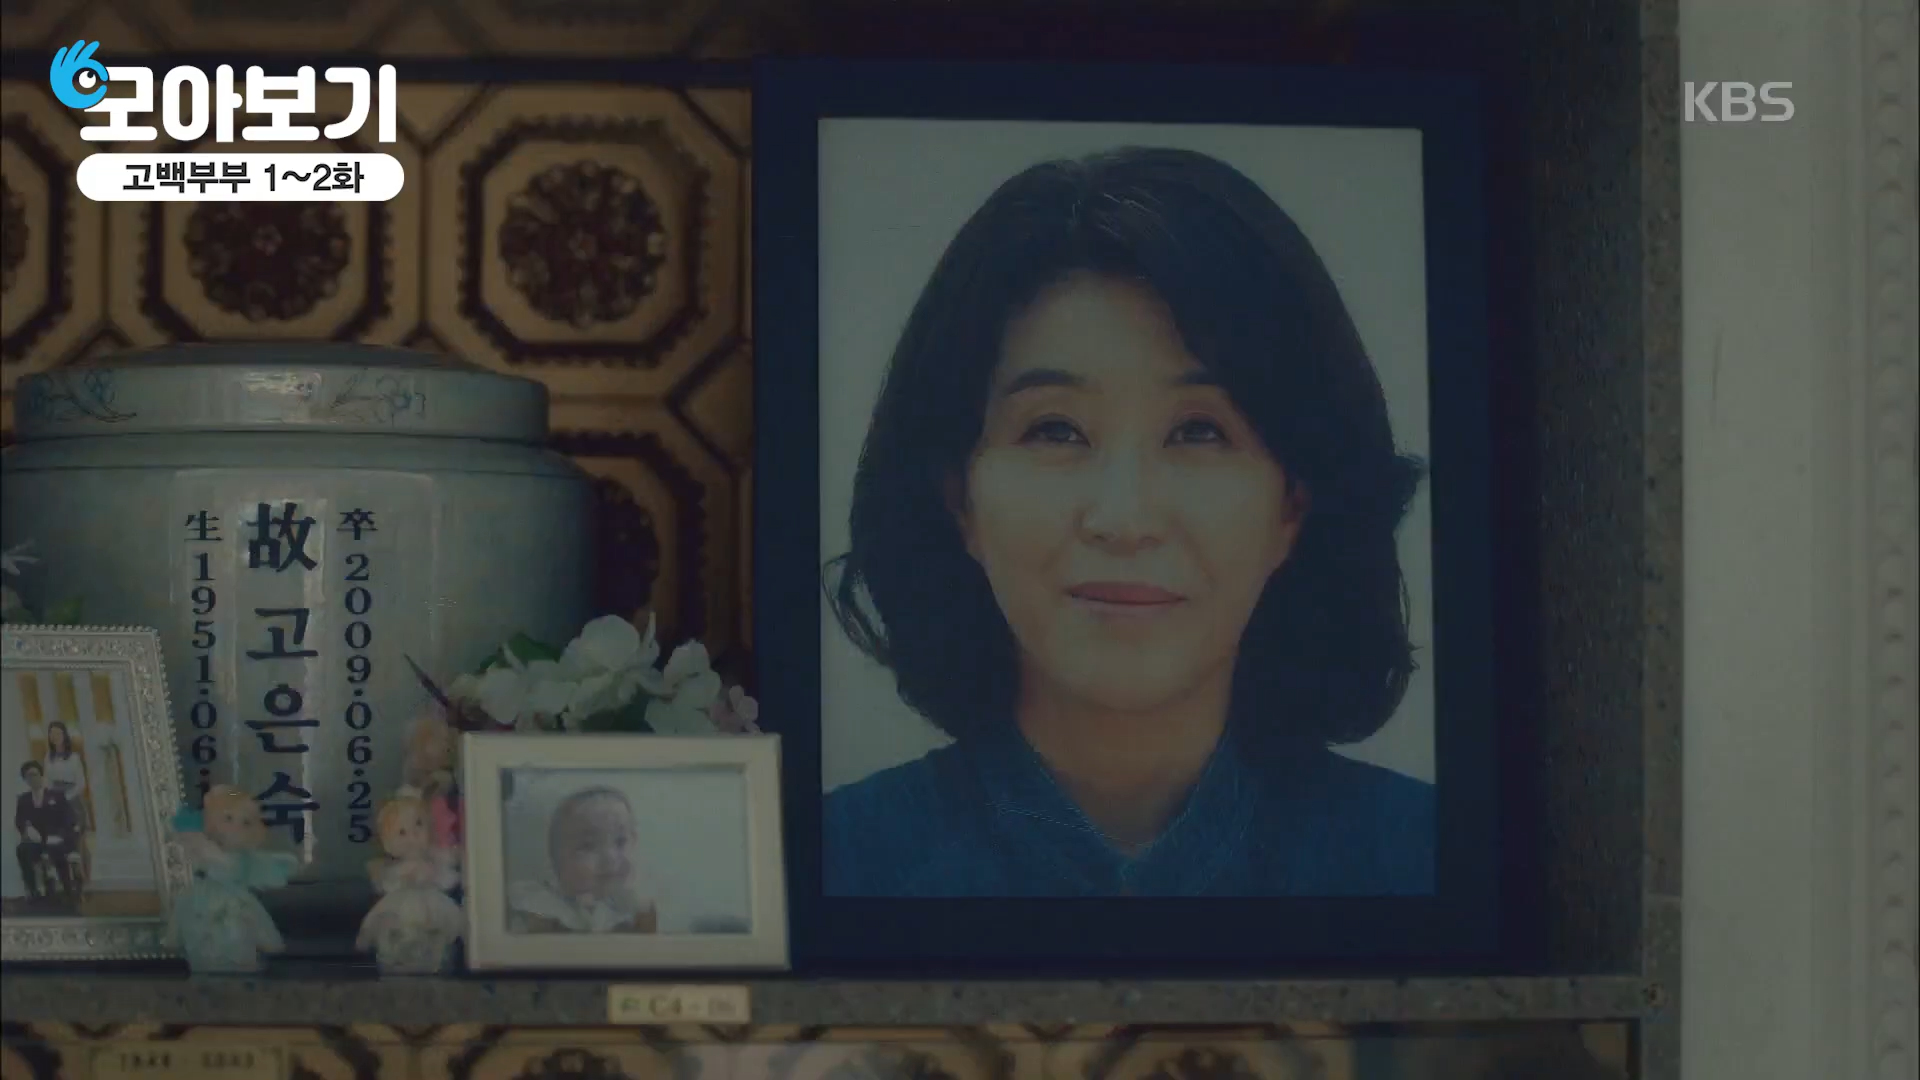 모아보기
고백부부 1~2화
KBS
生 1951.06.1
故 고은숙
卒 2009.06.25